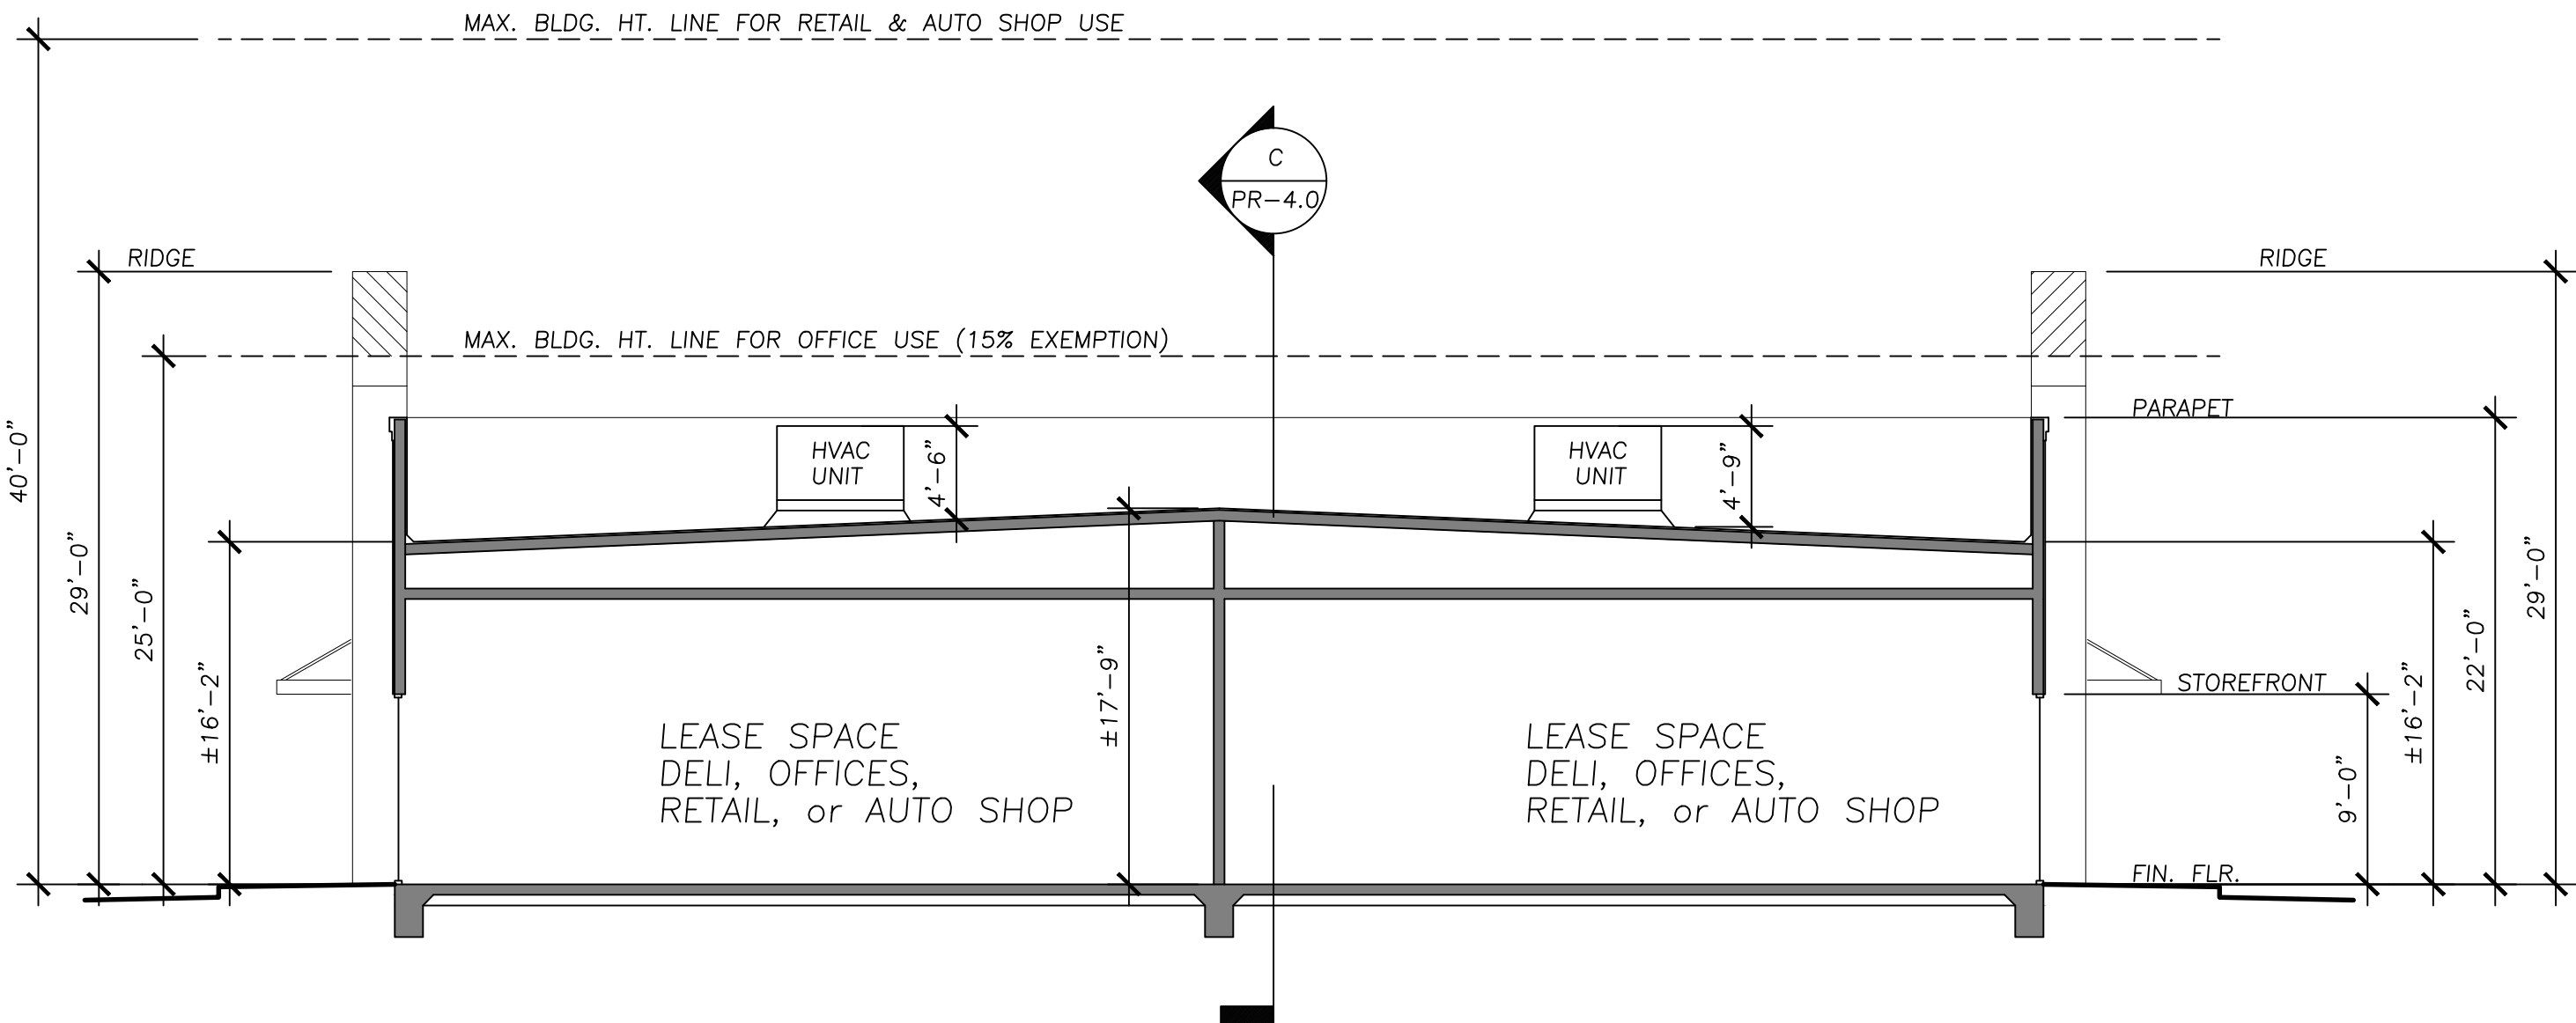 MAX. BLDG. HT. LINE FOR RETAIL & AUTO SHOP USE
C
PR-4.0
RIDGE
RIDGE
MAX. BLDG. HT. LINE FOR OFFICE USE (15% EXEMPTION)
PARAPET
HVAC
UNIT
4'-6"
HVAC
UNIT
4'-9"
40'-0"
29'-0"
25'-0"
±16'-2"
±17'-9"
STOREFRONT
9'-0"
±16'-2"
22'-0"
29'-0"
LEASE SPACE
DELI, OFFICES,
RETAIL, or AUTO SHOP
LEASE SPACE
DELI, OFFICES,
RETAIL, or AUTO SHOP
FIN. FLR.